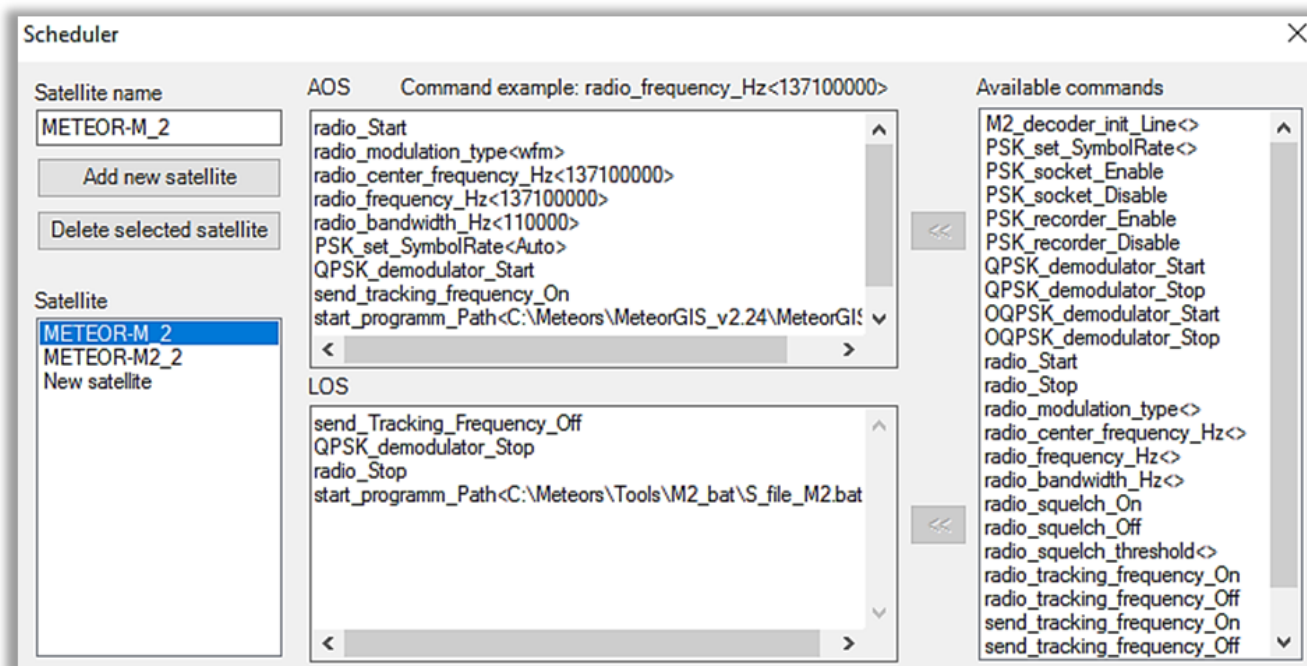 Scheduler
Satellite name
METEOR-M_2
Add new satellite
Delete selected satellite
Satellite
METEOR-M_2
METEOR-M2_2
New satellite
AOS Command example: radio_frequency_Hz<137100000>
radio_Start
radio_modulation_type<wfm>
radio_center_frequency_Hz<137100000>
radio_frequency_Hz<137100000>
radio_bandwidth_Hz<110000>
PSK_set_SymbolRate<Auto>
QPSK_demodulator_Start
send_tracking_frequency_On
start_programm_Path<C:\Meteors\MeteorGIS_v2.24\MeteorGIS
LOS
send_Tracking_Frequency_Off
QPSK_demodulator_Stop
radio_Stop
start_programm_Path<C:\Meteors\Tools\M2_bat\S_file_M2.bat
<<
<<
Available commands
M2_decoder_init_Line<>
PSK_set_SymbolRate<>
PSK_socket_Enable
PSK_socket_Disable
PSK_recorder_Enable
PSK_recorder_Disable
QPSK_demodulator_Start
QPSK_demodulator_Stop
OQPSK_demodulator_Start
OQPSK_demodulator_Stop
radio_Start
radio_Stop
radio_modulation_type<>
radio_center_frequency_Hz<>
radio_frequency_Hz<>
radio_bandwidth_Hz<>
radio_squelch_On
radio_squelch_Off
radio_squelch_threshold<>
radio_tracking_frequency_On
radio_tracking_frequency_Off
send_tracking_frequency_On
send_tracking_frequency_Off